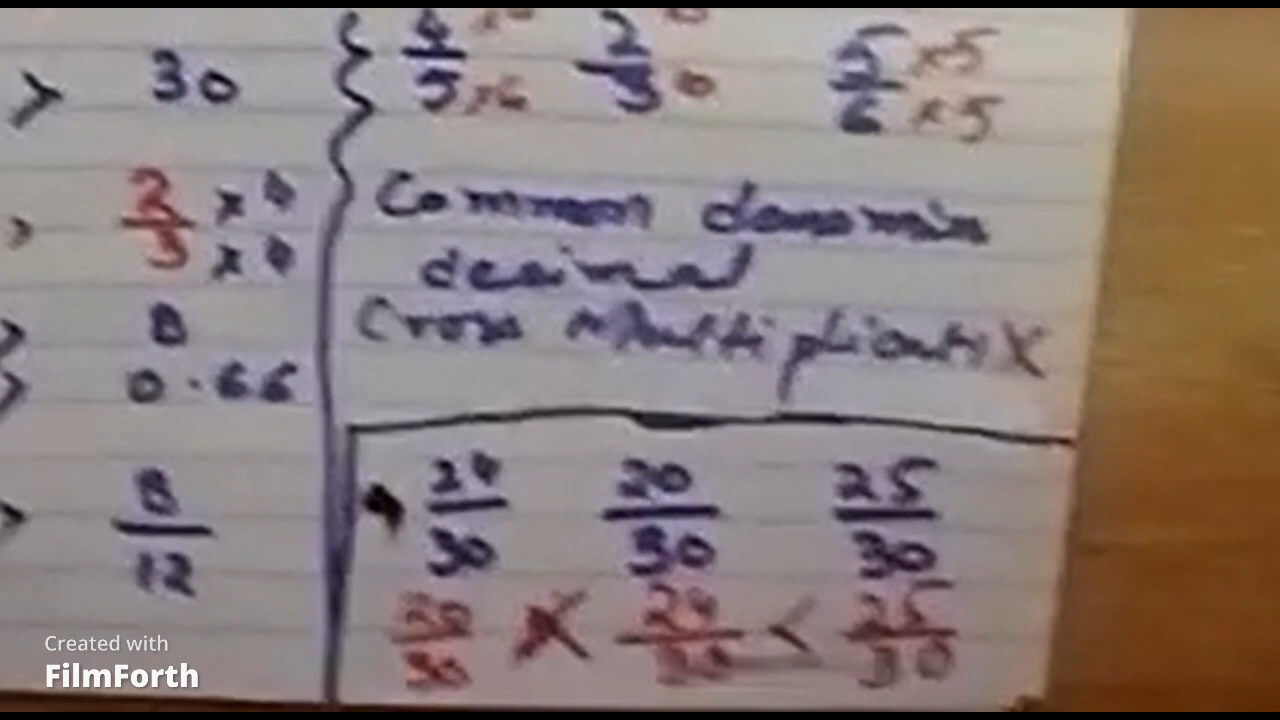 > 30
4/5 ×6 2/3 5/6 ×5 ×5
> 2/3 ×4 ×4
Common denomin
decimal
Cross Multiplicati X
> 8
> 0.66
> 8/12
24/30 20/30 25/30
20/30 24/30 < 25/30
Created with
FilmForth